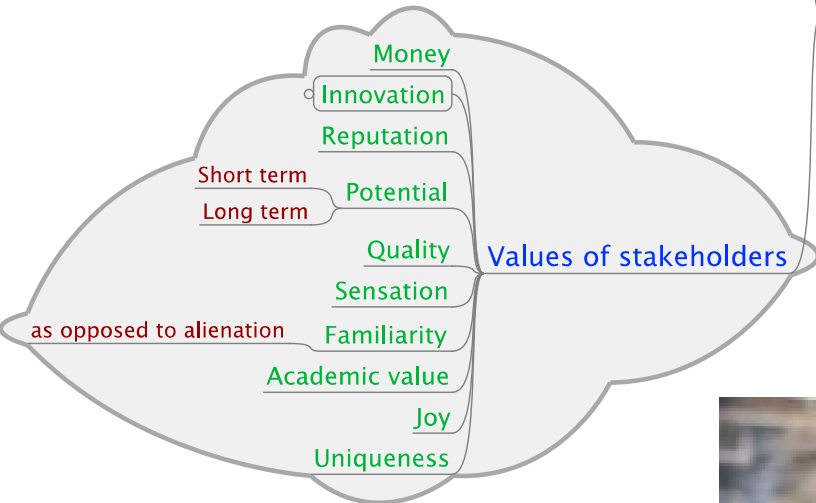 Money
Innovation
Reputation
Short term
Long term
Potential
Quality
Values of stakeholders
Sensation
as opposed to alienation
Familiarity
Academic value
Joy
Uniqueness